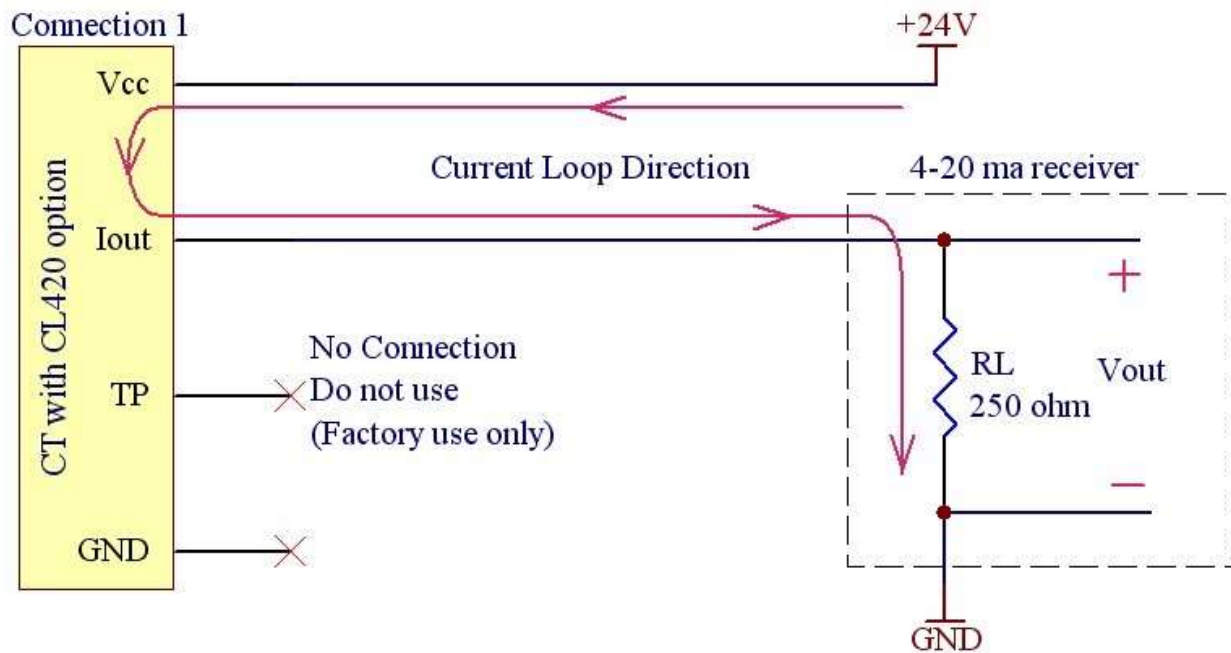 Connection 1
+24V
Vcc
Current Loop Direction
4-20 ma receiver
Iout
CT with CL420 option
No Connection
Do not use
(Factory use only)
TP
+
RL
250 ohm
Vout
−
GND
GND